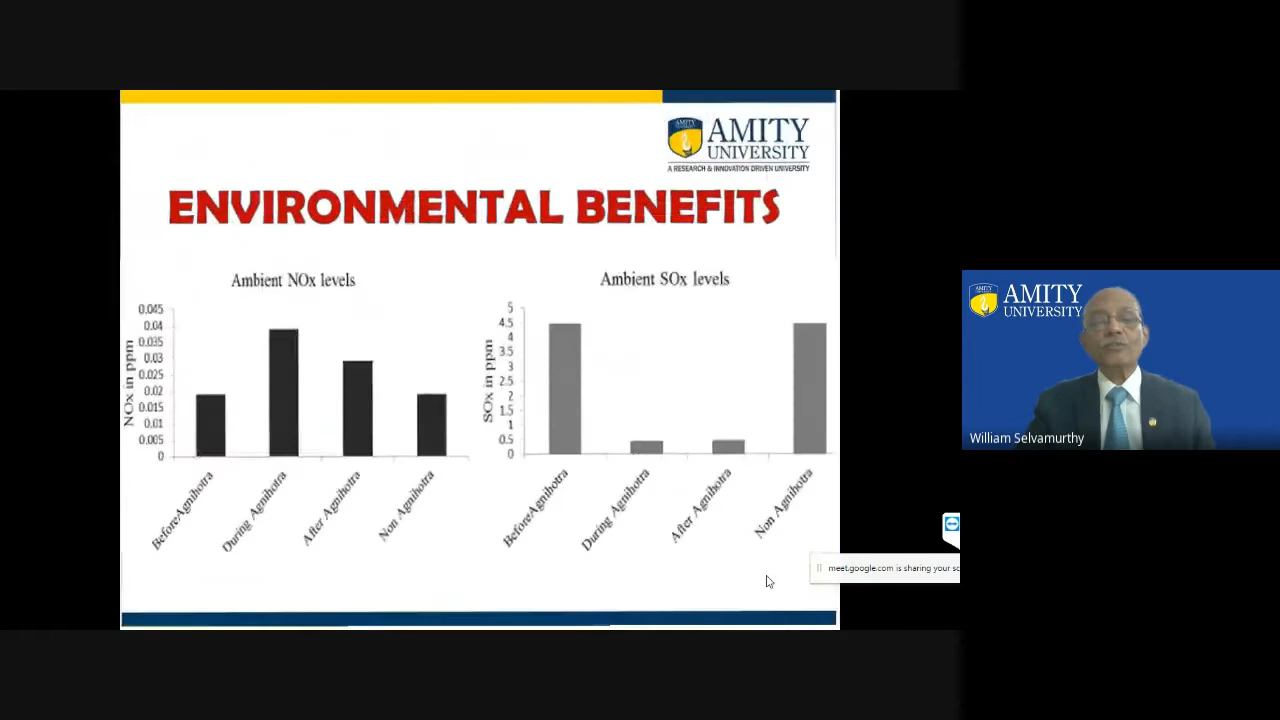 AMITY
AMITY
UNIVERSITY
A RESEARCH & INNOVATION DRIVEN UNIVERSITY
ENVIRONMENTAL BENEFITS
Ambient NOx levels
NOx in ppm
0.045
0.04
0.035
0.03
0.025
0.02
0.015
0.01
0.005
0
BeforeAgnihotra
During Agnihotra
After Agnihotra
Non Agnihotra
Ambient SOx levels
SOx in ppm
5
4.5
4
3.5
3
2.5
2
1.5
1
0.5
0
BeforeAgnihotra
During Agnihotra
After Agnihotra
Non Agnihotra
AMITY
AMITY
UNIVERSITY
William Selvamurthy
meet.google.com is sharing your sc